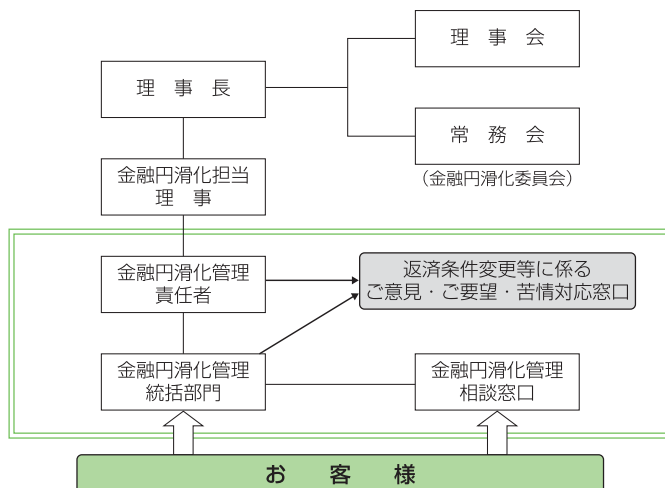 理事会
理事長
常務会
（金融円滑化委員会）
金融円滑化担当
理事
金融円滑化管理
責任者
返済条件変更等に係る
ご意見・ご要望・苦情対応窓口
金融円滑化管理
統括部門
金融円滑化管理
相談窓口
お客様